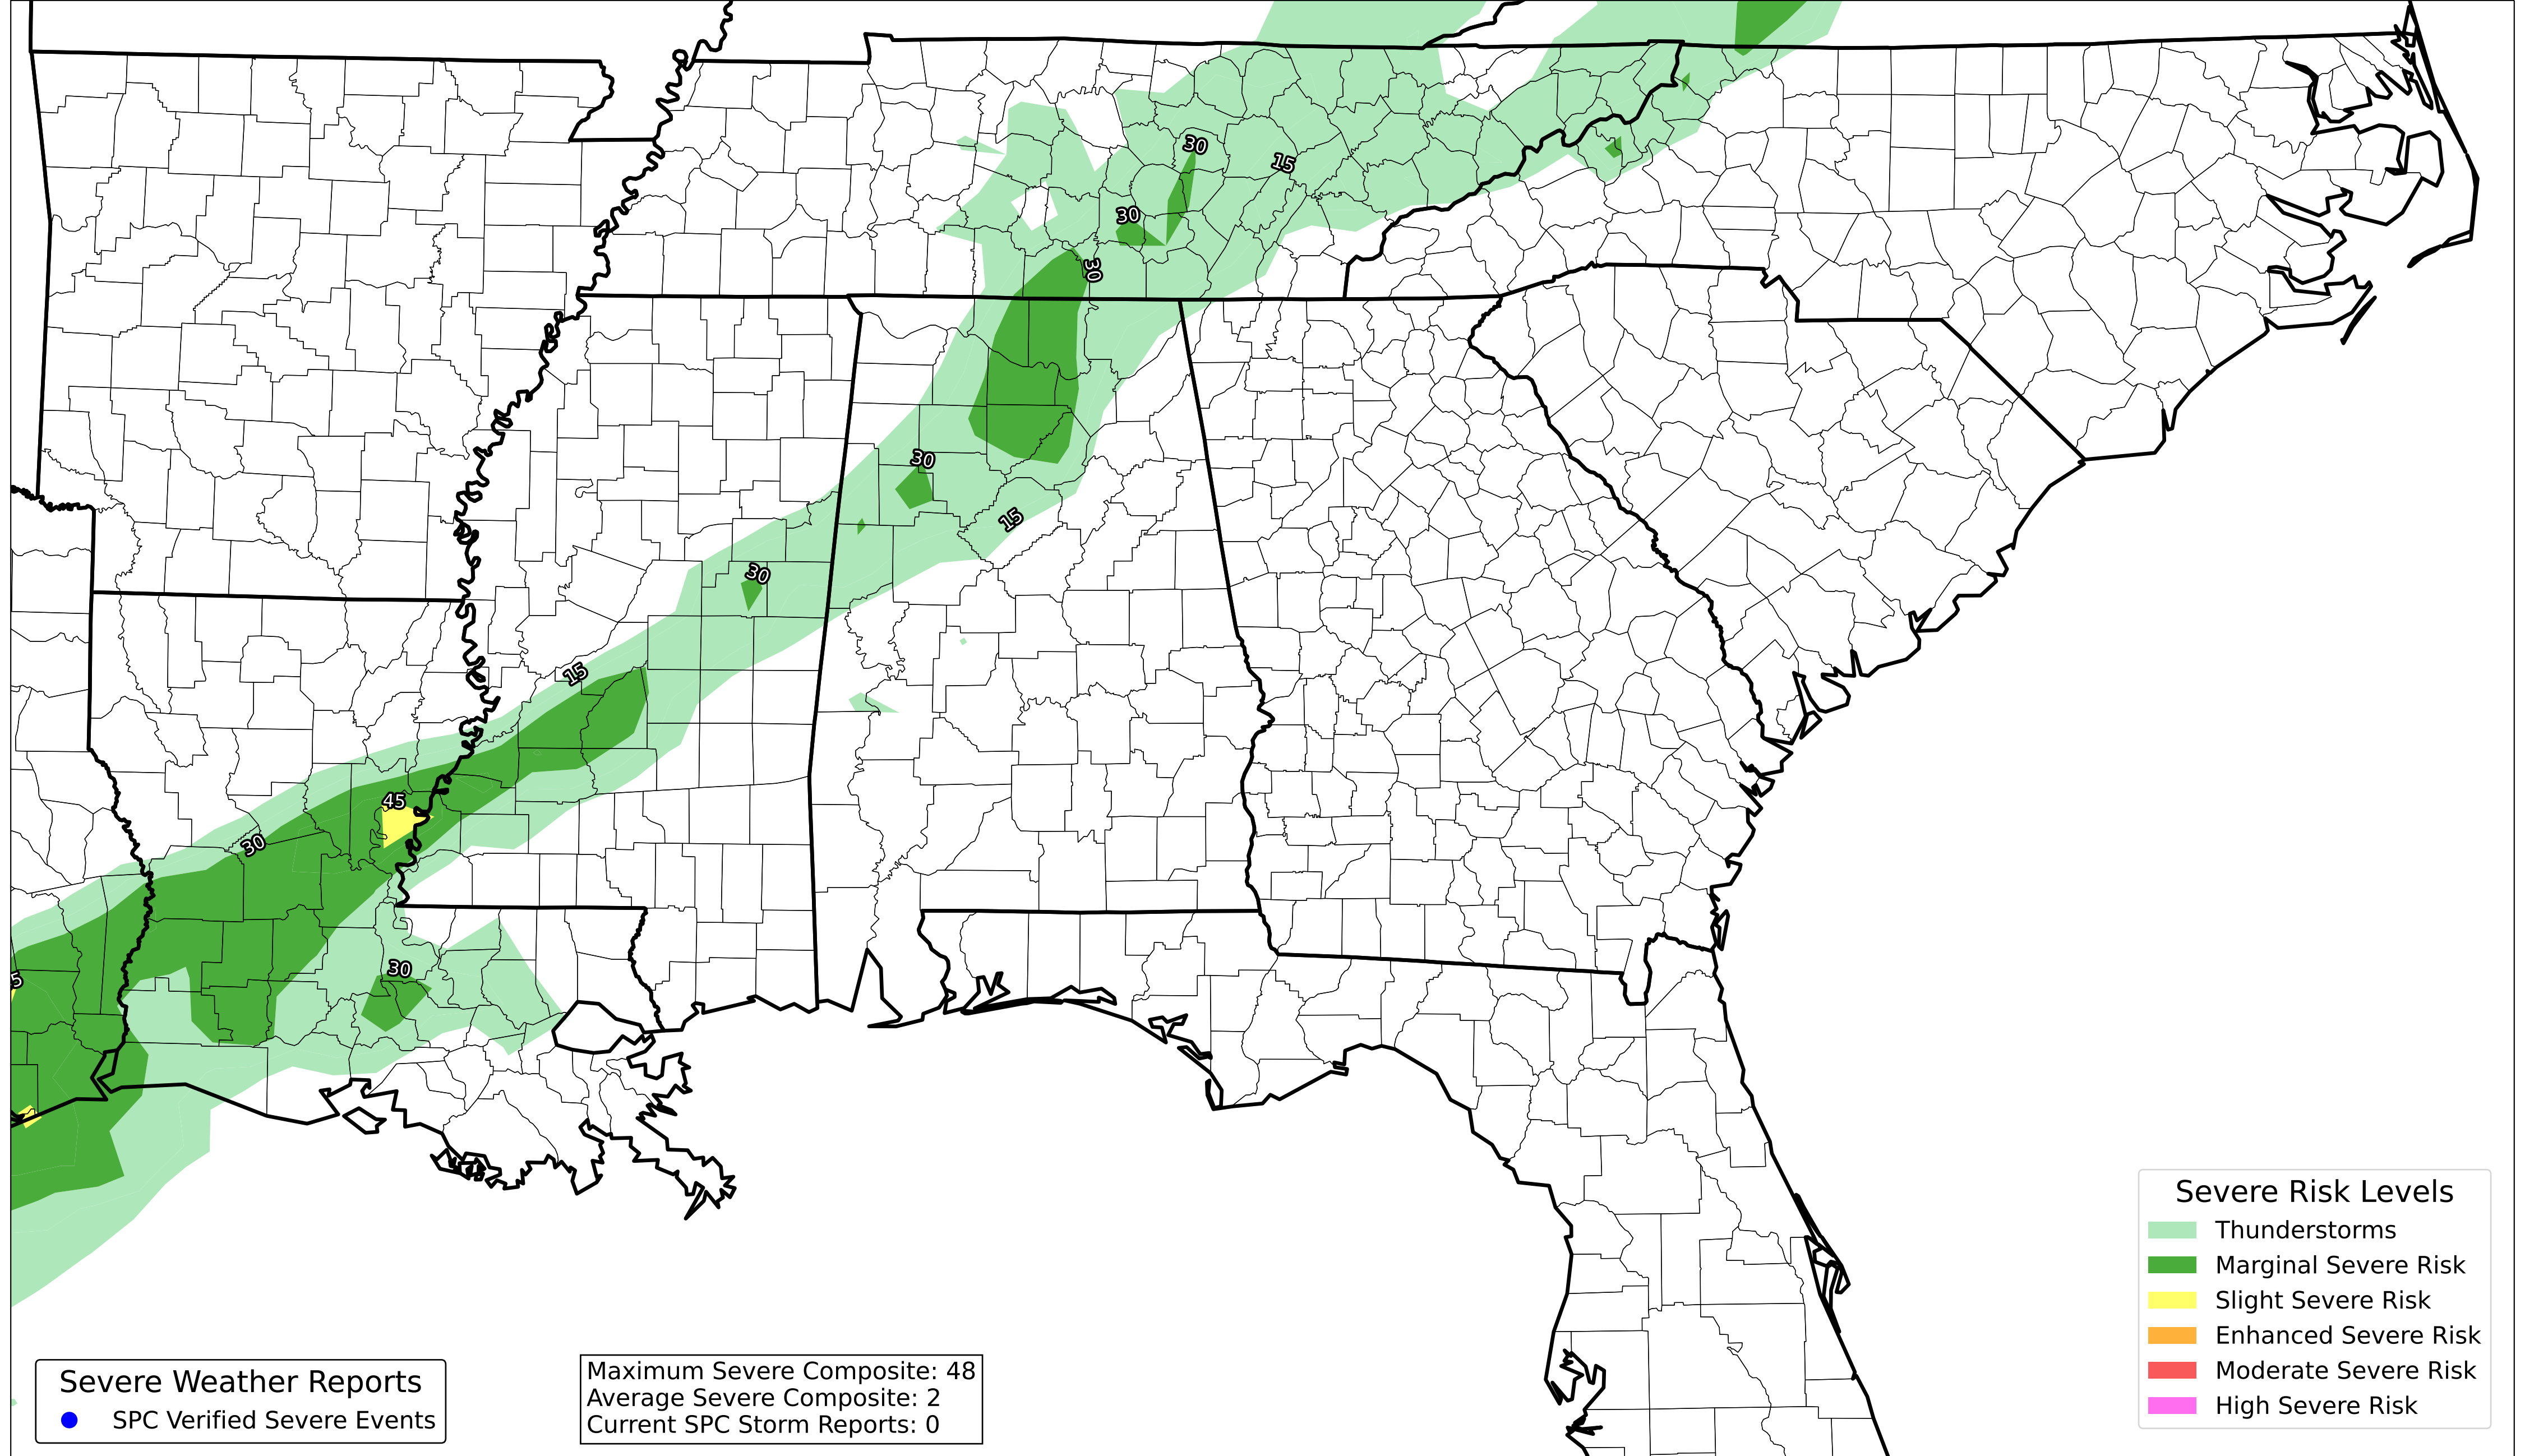 30
15
30
30
30
15
30
15
45
30
30
5
Severe Risk Levels
Thunderstorms
Marginal Severe Risk
Slight Severe Risk
Enhanced Severe Risk
Moderate Severe Risk
High Severe Risk
Severe Weather Reports
SPC Verified Severe Events
Maximum Severe Composite: 48
Average Severe Composite: 2
Current SPC Storm Reports: 0